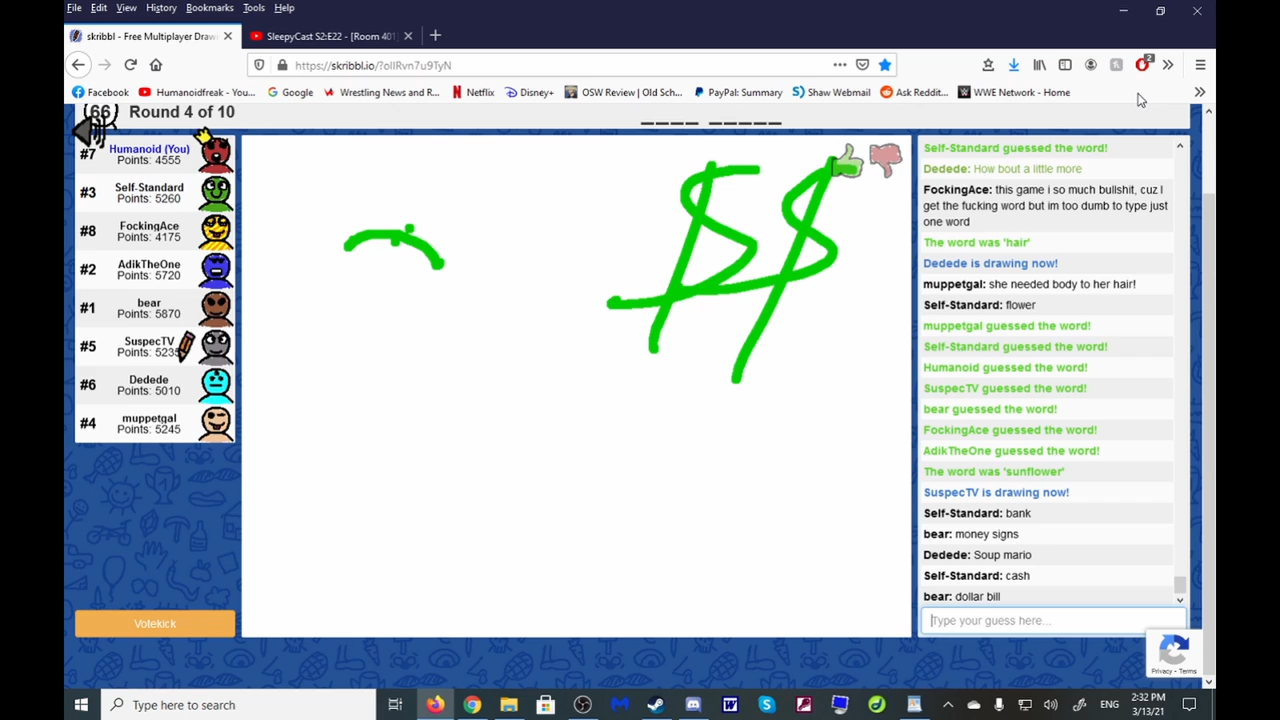 File Edit View History Bookmarks Tools Help
skribbl - Free Multiplayer Draw
SleepyCast S2:E22 - [Room 401]
https://skribbl.io/?olIRvn7u9TyN
2
Facebook Humanoidfreak - You... Google Wrestling News and R... Netflix Disney+ OSW Review | Old Sch... PayPal: Summary Shaw Webmail Ask Reddit... WWE Network - Home
66 Round 4 of 10 ____ _____
#7 Humanoid (You)
Points: 4555
#3 Self-Standard
Points: 5260
#8 FockingAce
Points: 4175
#2 AdikTheOne
Points: 5720
#1 bear
Points: 5870
#5 SuspecTV
Points: 5235
#6 Dedede
Points: 5010
#4 muppetgal
Points: 5245
Votekick
$$
Self-Standard guessed the word!
Dedede: How bout a little more
FockingAce: this game i so much bullshit, cuz I
get the fucking word but im too dumb to type just
one word
The word was 'hair'
Dedede is drawing now!
muppetgal: she needed body to her hair!
Self-Standard: flower
muppetgal guessed the word!
Self-Standard guessed the word!
Humanoid guessed the word!
SuspecTV guessed the word!
bear guessed the word!
FockingAce guessed the word!
AdikTheOne guessed the word!
The word was 'sunflower'
SuspecTV is drawing now!
Self-Standard: bank
bear: money signs
Dedede: Soup mario
Self-Standard: cash
bear: dollar bill
Type your guess here...
Privacy - Terms
Type here to search
ENG
2:32 PM
3/13/21